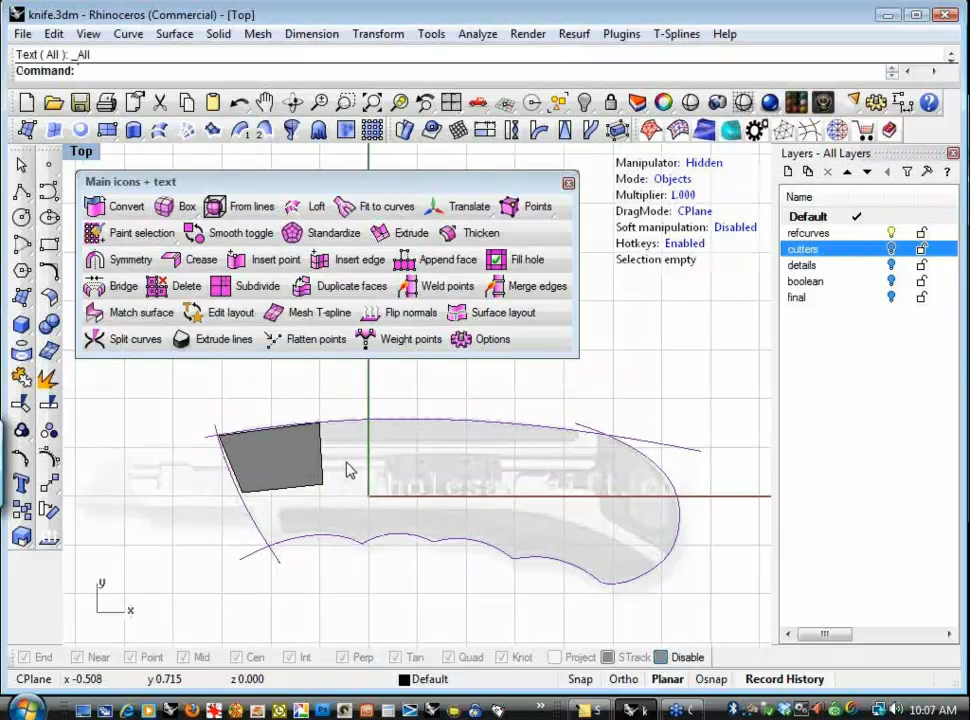 knife.3dm - Rhinoceros (Commercial) - [Top]
File Edit View Curve Surface Solid Mesh Dimension Transform Tools Analyze Render Resurf Plugins T-Splines Help
Text ( All ): _All
Command:
Top
Main icons + text
Convert Box From lines Loft Fit to curves Translate Points
Paint selection Smooth toggle Standardize Extrude Thicken
Symmetry Crease Insert point Insert edge Append face Fill hole
Bridge Delete Subdivide Duplicate faces Weld points Merge edges
Match surface Edit layout Mesh T-spline Flip normals Surface layout
Split curves Extrude lines Flatten points Weight points Options
Manipulator: Hidden
Mode: Objects
Multiplier: 1.000
DragMode: CPlane
Soft manipulation: Disabled
Hotkeys: Enabled
Selection empty
Layers - All Layers
Name
Default
refcurves
cutters
details
boolean
final
y
x
End Near Point Mid Cen Int Perp Tan Quad Knot Project STrack Disable
CPlane x -0.508 y 0.715 z 0.000 Default Snap Ortho Planar Osnap Record History
S k
10:07 AM